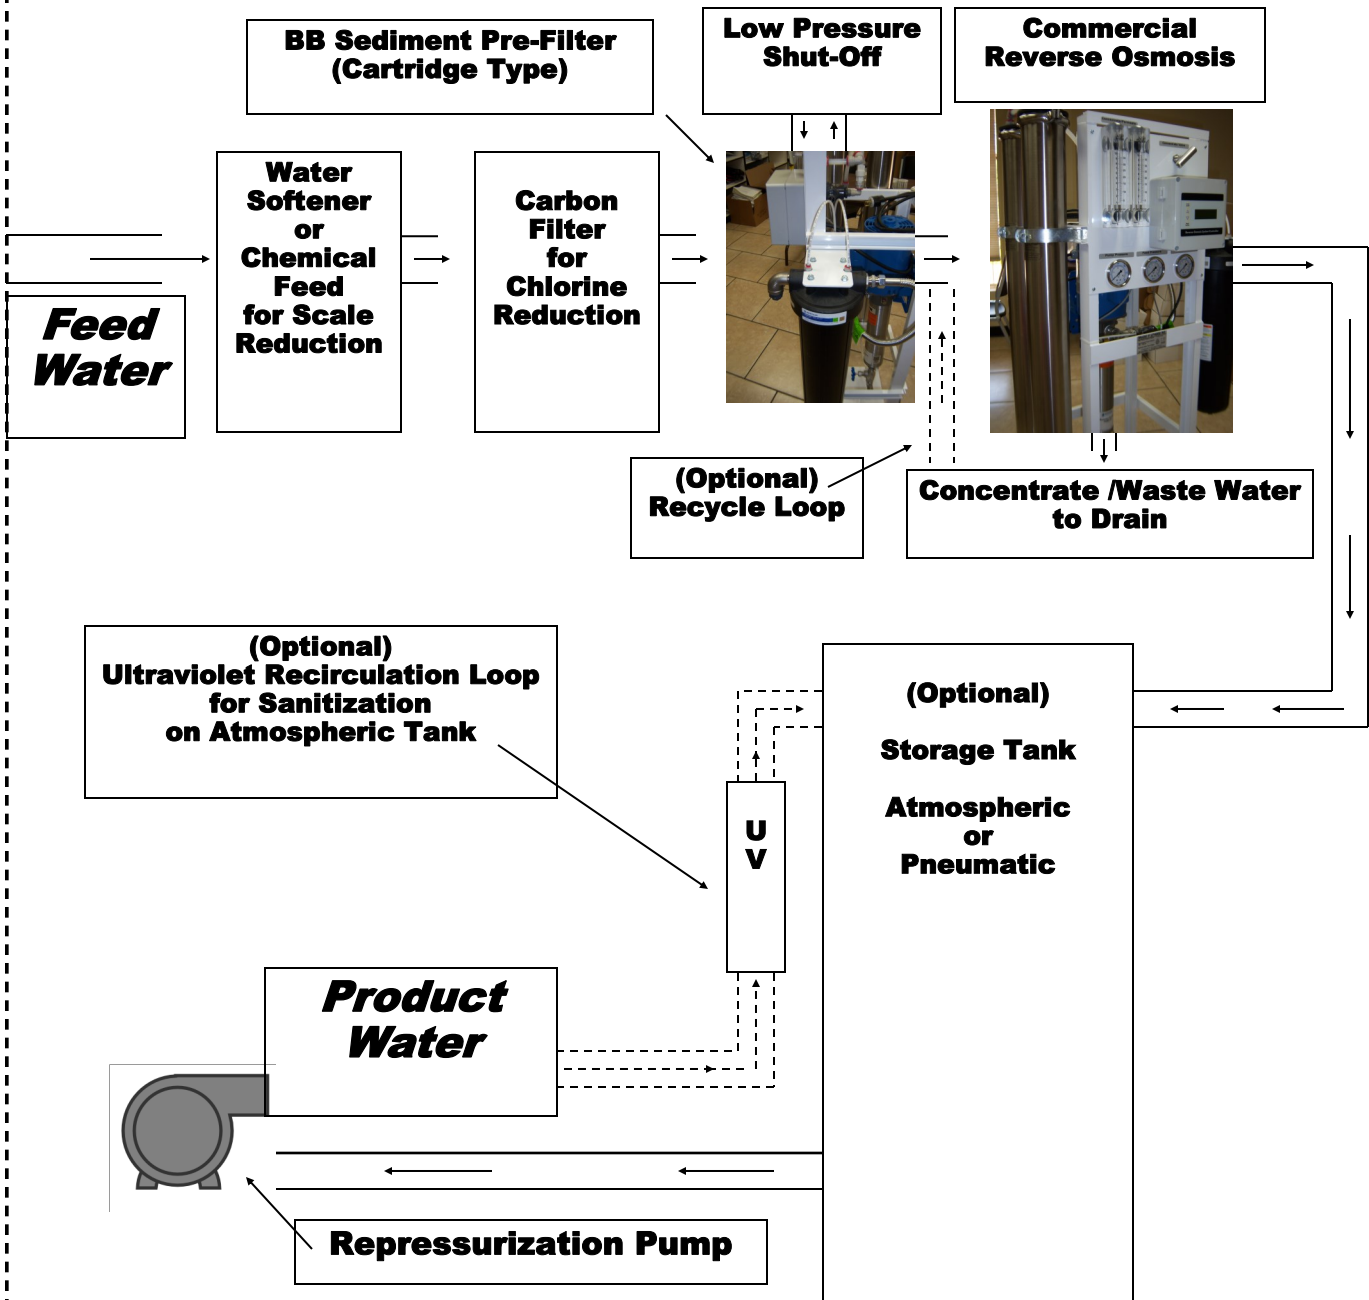 BB Sediment Pre-Filter
(Cartridge Type)
Low Pressure
Shut-Off
Commercial
Reverse Osmosis
Water
Softener
or
Chemical
Feed
for Scale
Reduction
Carbon
Filter
for
Chlorine
Reduction
Feed
Water
(Optional)
Recycle Loop
Concentrate /Waste Water
to Drain
(Optional)
Ultraviolet Recirculation Loop
for Sanitization
on Atmospheric Tank
(Optional)
Storage Tank
Atmospheric
or
Pneumatic
U
V
Product
Water
Repressurization Pump